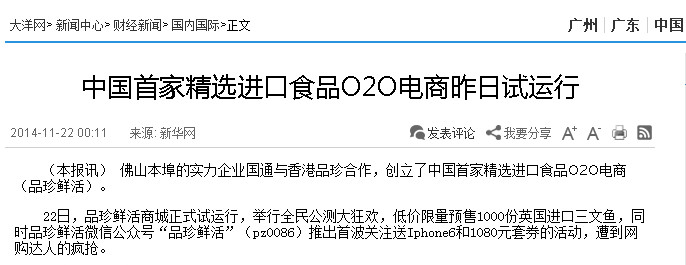 大洋网> 新闻中心> 财经新闻> 国内国际>正文
广州 | 广东 | 中国
中国首家精选进口食品O2O电商昨日试运行
2014-11-22 00:11 来源: 新华网 发表评论 我要分享 A+ A-
(本报讯) 佛山本埠的实力企业国通与香港品珍合作，创立了中国首家精选进口食品O2O电商
（品珍鲜活）。
22日，品珍鲜活商城正式试运行，举行全民公测大狂欢，低价限量预售1000份英国进口三文鱼，同
时品珍鲜活微信公众号“品珍鲜活”（pz0086）推出首波关注送Iphone6和1080元套券的活动，遭到网
购达人的疯抢。